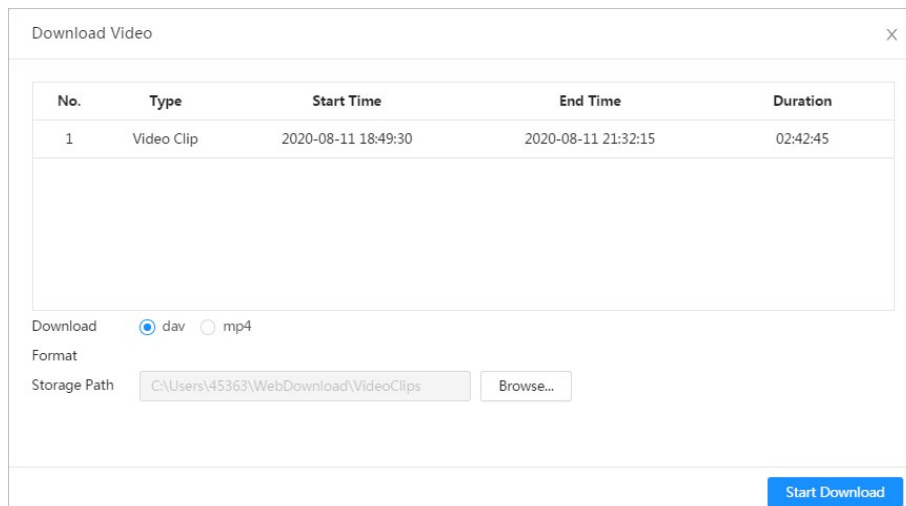 Download Video
No. Type Start Time End Time Duration
1 Video Clip 2020-08-11 18:49:30 2020-08-11 21:32:15 02:42:45
Download dav mp4
Format
Storage Path C:\Users\45363\WebDownload\VideoClips Browse...
Start Download